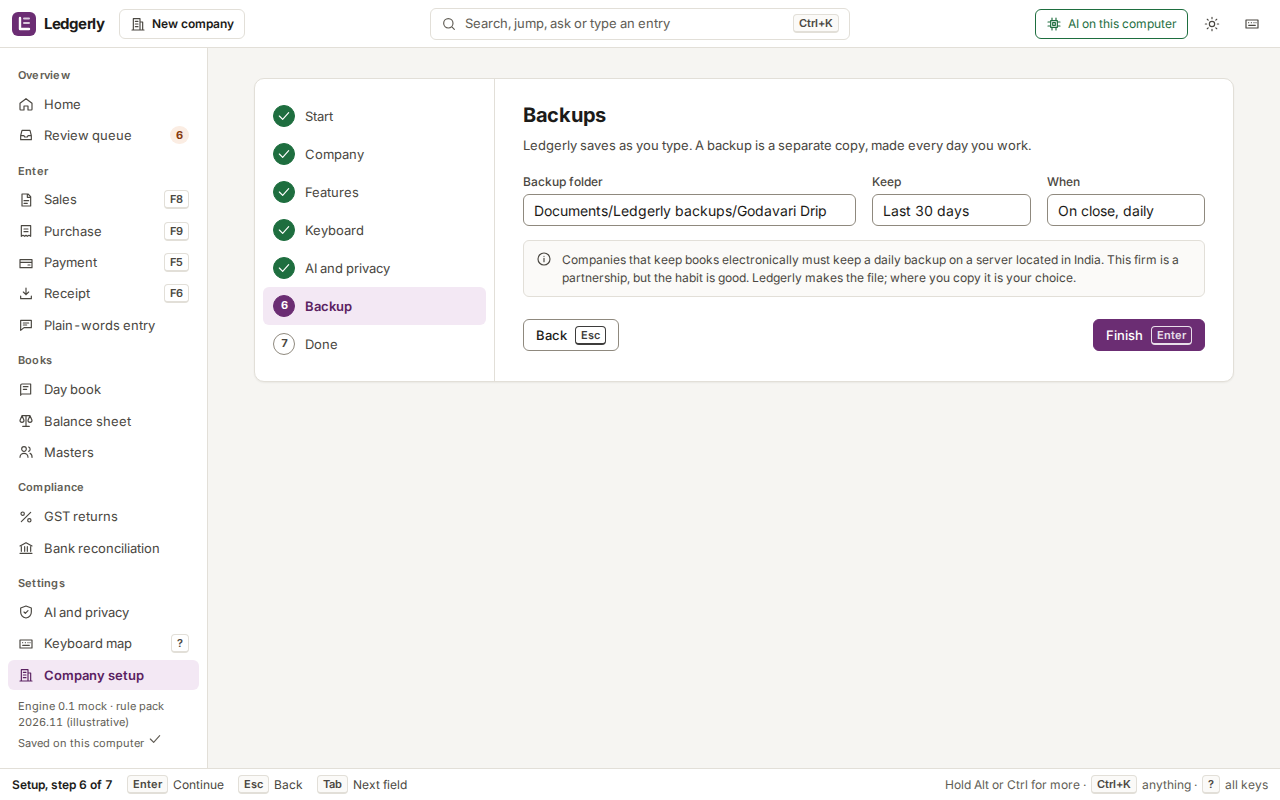 Ledgerly
New company
Search, jump, ask or type an entry
Ctrl+K
AI on this computer
Overview
Home
Review queue
6
Enter
Sales
F8
Purchase
F9
Payment
F5
Receipt
F6
Plain-words entry
Books
Day book
Balance sheet
Masters
Compliance
GST returns
Bank reconciliation
Settings
AI and privacy
Keyboard map
?
Company setup
Engine 0.1 mock · rule pack
2026.11 (illustrative)
Saved on this computer
Start
Company
Features
Keyboard
AI and privacy
6
Backup
7
Done
Backups
Ledgerly saves as you type. A backup is a separate copy, made every day you work.
Backup folder
Keep
When
Documents/Ledgerly backups/Godavari Drip
Last 30 days
On close, daily
Companies that keep books electronically must keep a daily backup on a server located in India. This firm is a
partnership, but the habit is good. Ledgerly makes the file; where you copy it is your choice.
Back
Esc
Finish
Enter
Setup, step 6 of 7
Enter
Continue
Esc
Back
Tab
Next field
Hold Alt or Ctrl for more ·
Ctrl+K
anything ·
?
all keys